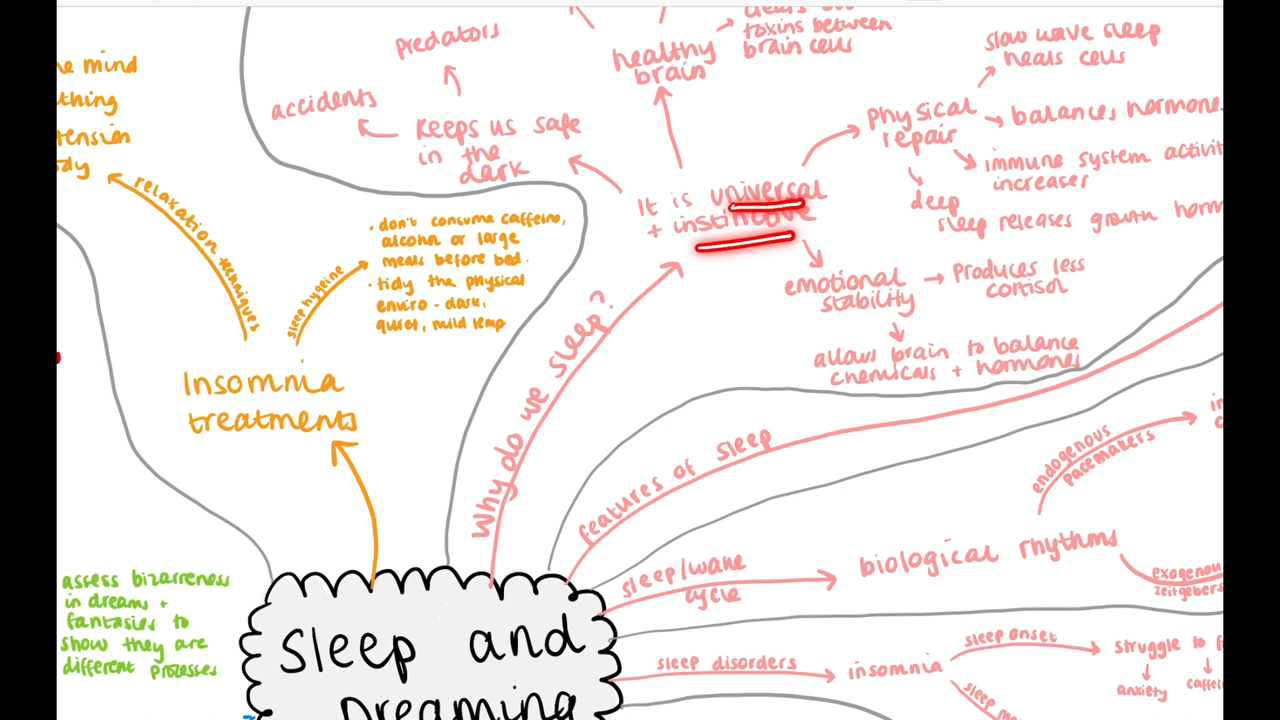 predators
accidents
keeps us safe
in the
dark
healthy
brain
toxins between
brain cells
slow wave sleep
heals cells
physical
repair
balances hormone
immune system activit
increases
deep
sleep releases growth horm
It is universal
+ instinctive
emotional
stability
Produces less
cortisol
allows brain to balance
chemicals + hormones
Why do we sleep?
e mind
thing
tension
dy
relaxation techniques
sleep hygeine
• don't consume caffeine,
alcohol or large
meals before bed.
• tidy the physical
enviro - dark,
quiet, mild temp
Insomnia
treatments
features of sleep
sleep/wake
cycle
biological rhythms
endogenous
pacemakers
exogenous
zeitgebers
sleep disorders
insomnia
sleep onset
struggle to f
anxiety
caffei
assess bizarreness
in dreams +
fantasies to
show they are
different processes
Sleep and
Dreaming